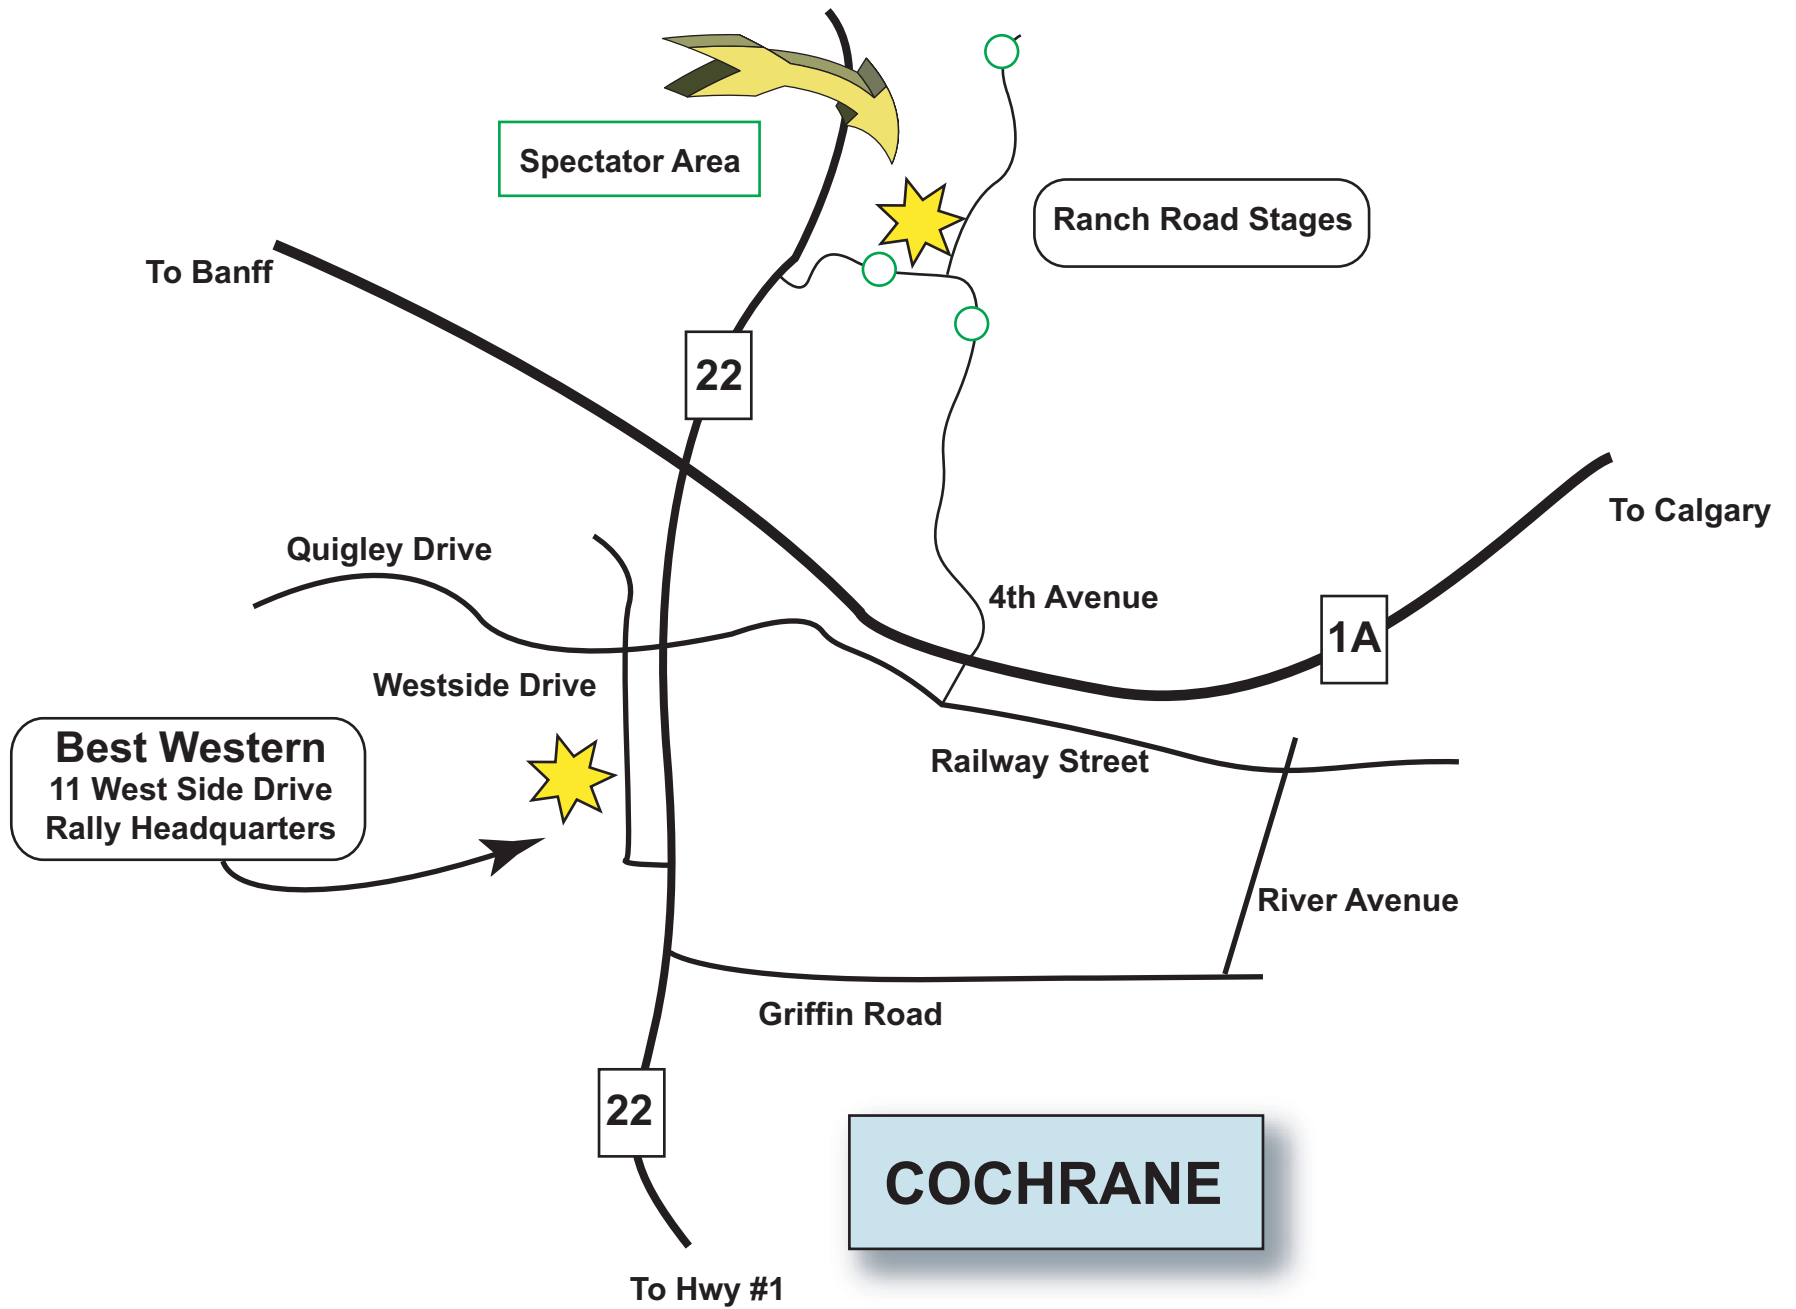 Spectator Area
Ranch Road Stages
To Banff
22
To Calgary
Quigley Drive
4th Avenue
1A
Westside Drive
Best Western
11 West Side Drive
Rally Headquarters
Railway Street
River Avenue
Griffin Road
22
COCHRANE
To Hwy #1